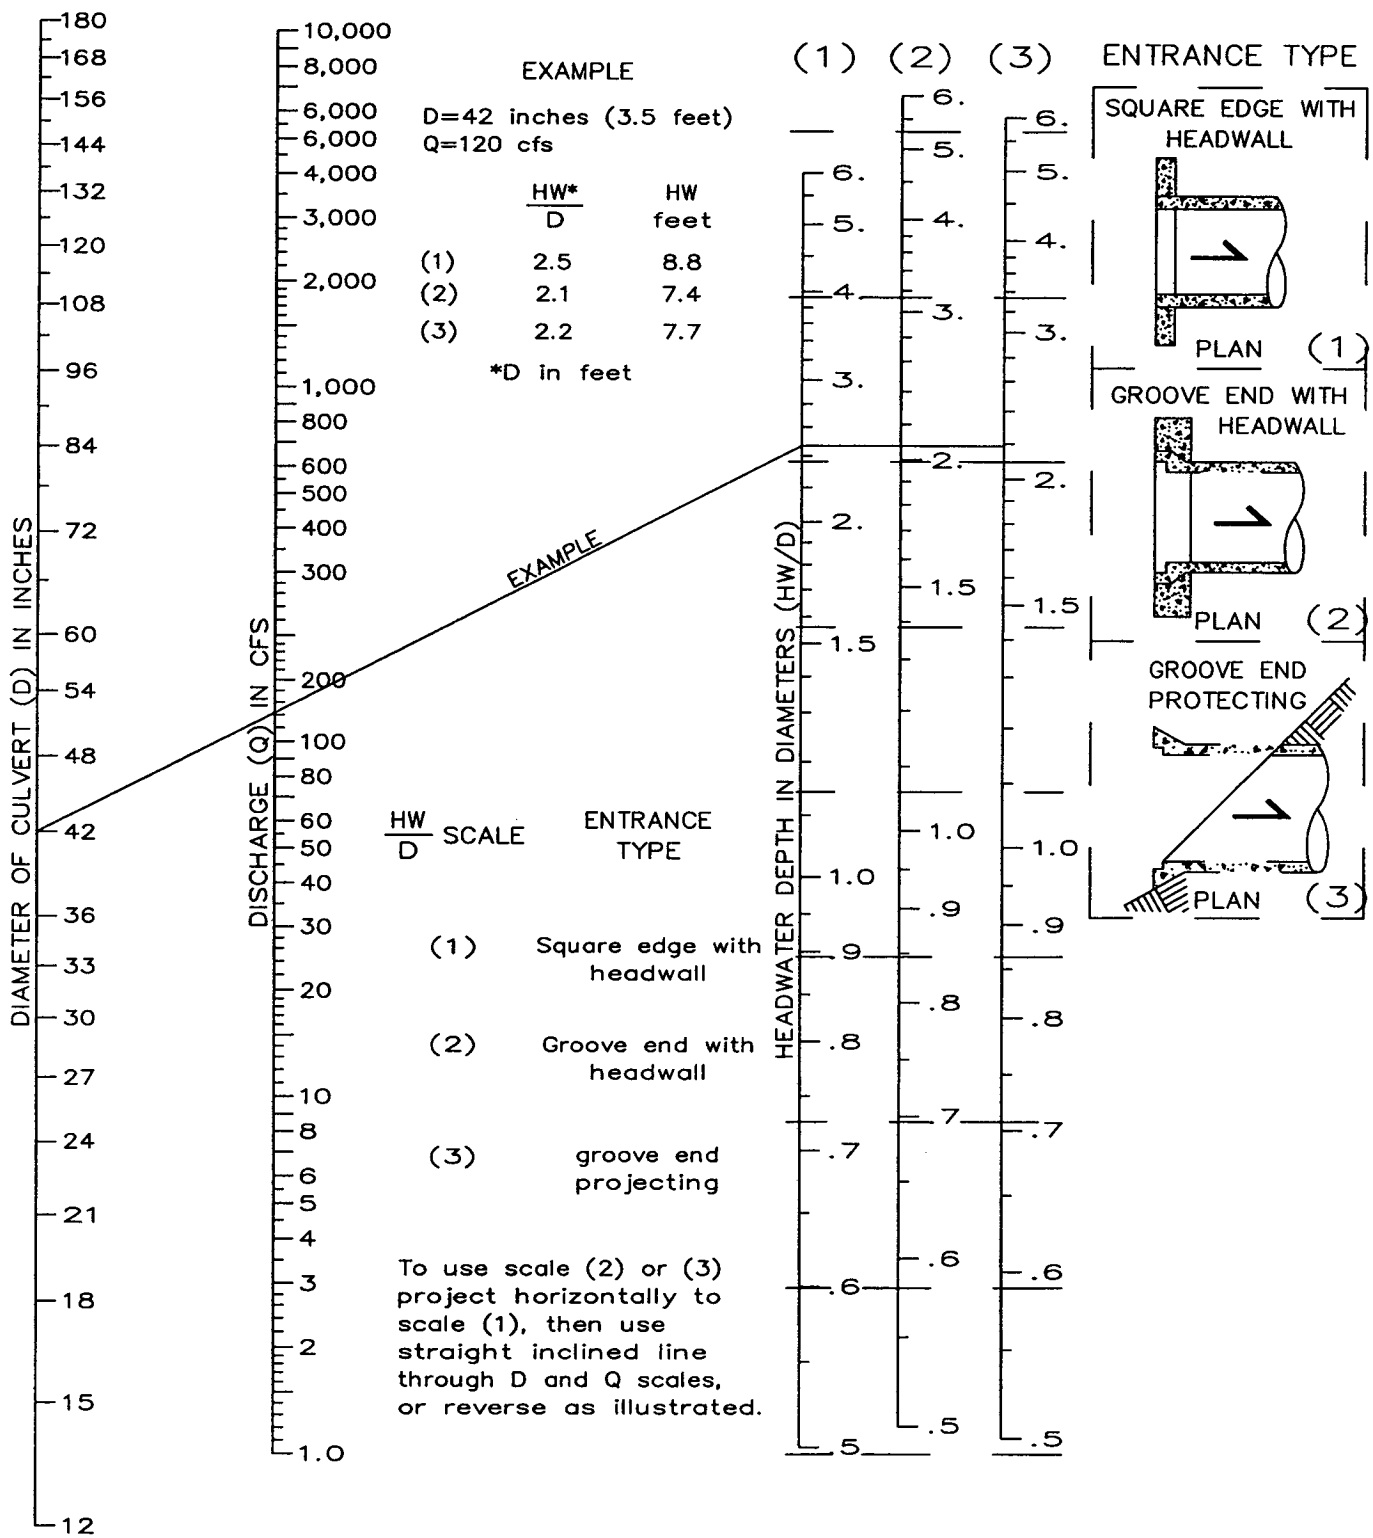 180
168
156
144
132
120
108
96
84
72
60
54
48
42
36
33
30
27
24
21
18
15
12
DIAMETER OF CULVERT (D) IN INCHES
10,000
8,000
6,000
6,000
4,000
3,000
2,000
1,000
800
600
500
400
300
200
100
80
60
50
40
30
20
10
8
6
5
4
3
2
1.0
DISCHARGE (Q) IN CFS
EXAMPLE
D=42 inches (3.5 feet)
Q=120 cfs
HW* HW
D feet
(1) 2.5 8.8
(2) 2.1 7.4
(3) 2.2 7.7
*D in feet
EXAMPLE
HW
D SCALE
ENTRANCE
TYPE
(1) Square edge with
headwall
(2) Groove end with
headwall
(3) groove end
projecting
To use scale (2) or (3)
project horizontally to
scale (1), then use
straight inclined line
through D and Q scales,
or reverse as illustrated.
HEADWATER DEPTH IN DIAMETERS (HW/D)
(1)
6.
5.
4.
3.
2.
1.5
1.0
.9
.8
.7
.6
.5
(2)
6.
5.
4.
3.
2.
1.5
1.0
.9
.8
.7
.6
.5
(3)
6.
5.
4.
3.
2.
1.5
1.0
.9
.8
.7
.6
.5
ENTRANCE TYPE
SQUARE EDGE WITH
HEADWALL
PLAN (1)
GROOVE END WITH
HEADWALL
PLAN (2)
GROOVE END
PROTECTING
PLAN (3)